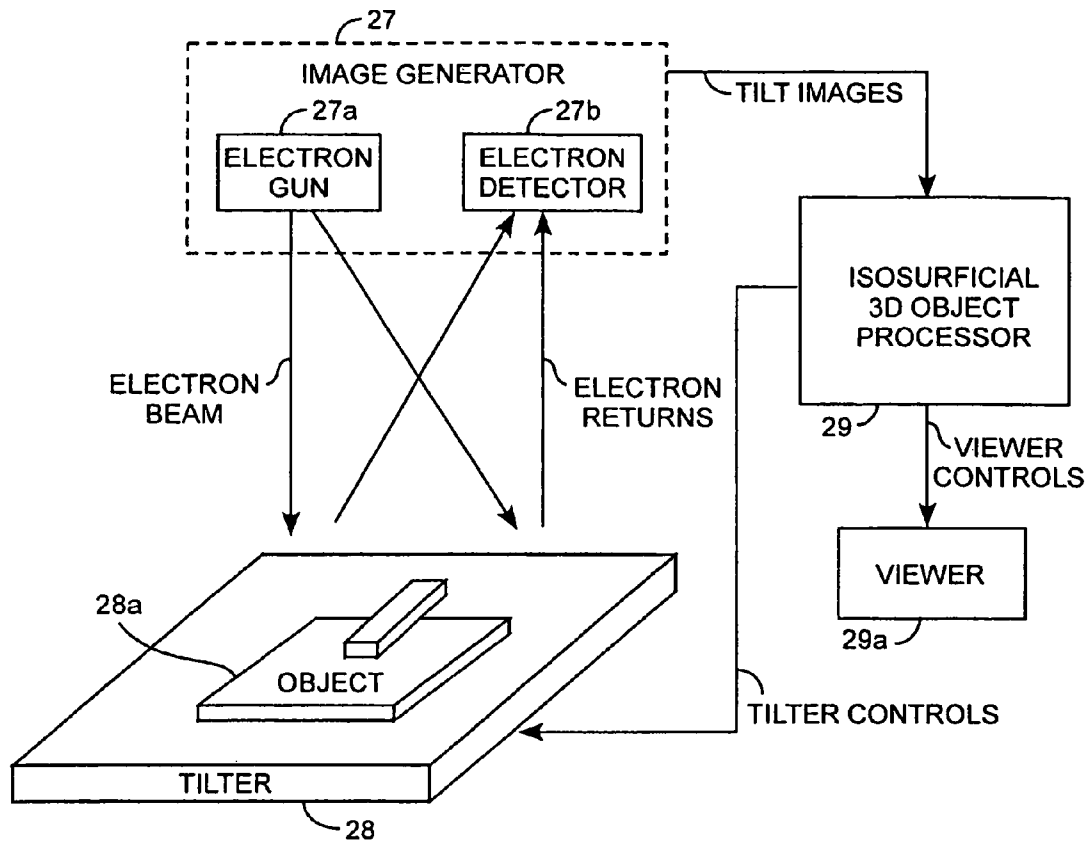 27
IMAGE GENERATOR
TILT IMAGES
27a
27b
ELECTRON
GUN
ELECTRON
DETECTOR
ISOSURFICIAL
3D OBJECT
PROCESSOR
ELECTRON
BEAM
ELECTRON
RETURNS
29
VIEWER
CONTROLS
VIEWER
29a
28a
OBJECT
TILTER CONTROLS
TILTER
28